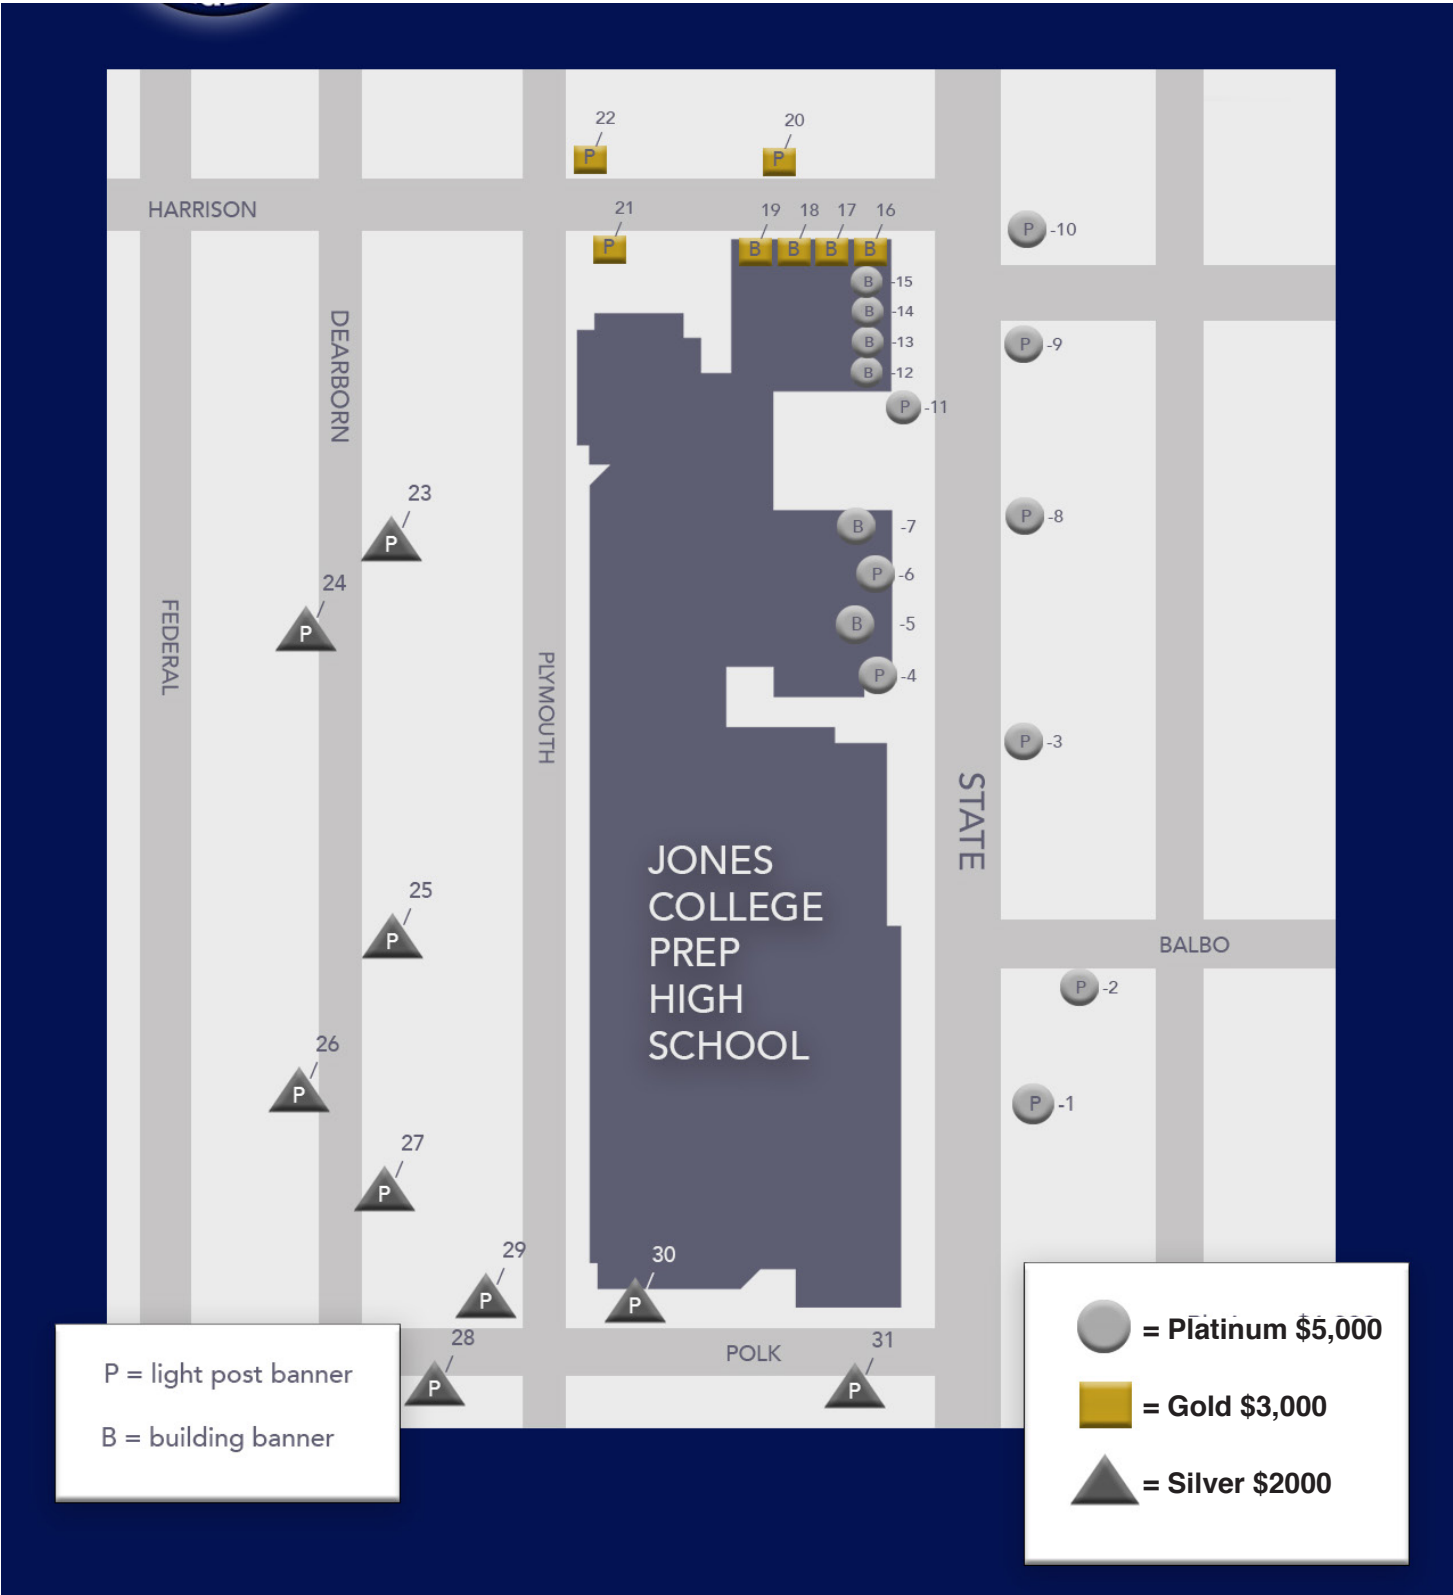 22
20
P
P
HARRISON
21
19 18 17 16
P -10
P
B B B B
B -15
B -14
DEARBORN
B -13
P -9
B -12
P -11
23
P
B -7
P -8
24
P -6
P
FEDERAL
B -5
PLYMOUTH
P -4
P -3
STATE
JONES
COLLEGE
PREP
HIGH
SCHOOL
25
P
BALBO
P -2
26
P
P -1
27
P
29
P
30
P
28
P
POLK
31
P
P = light post banner
B = building banner
= Platinum $5,000
= Gold $3,000
= Silver $2000